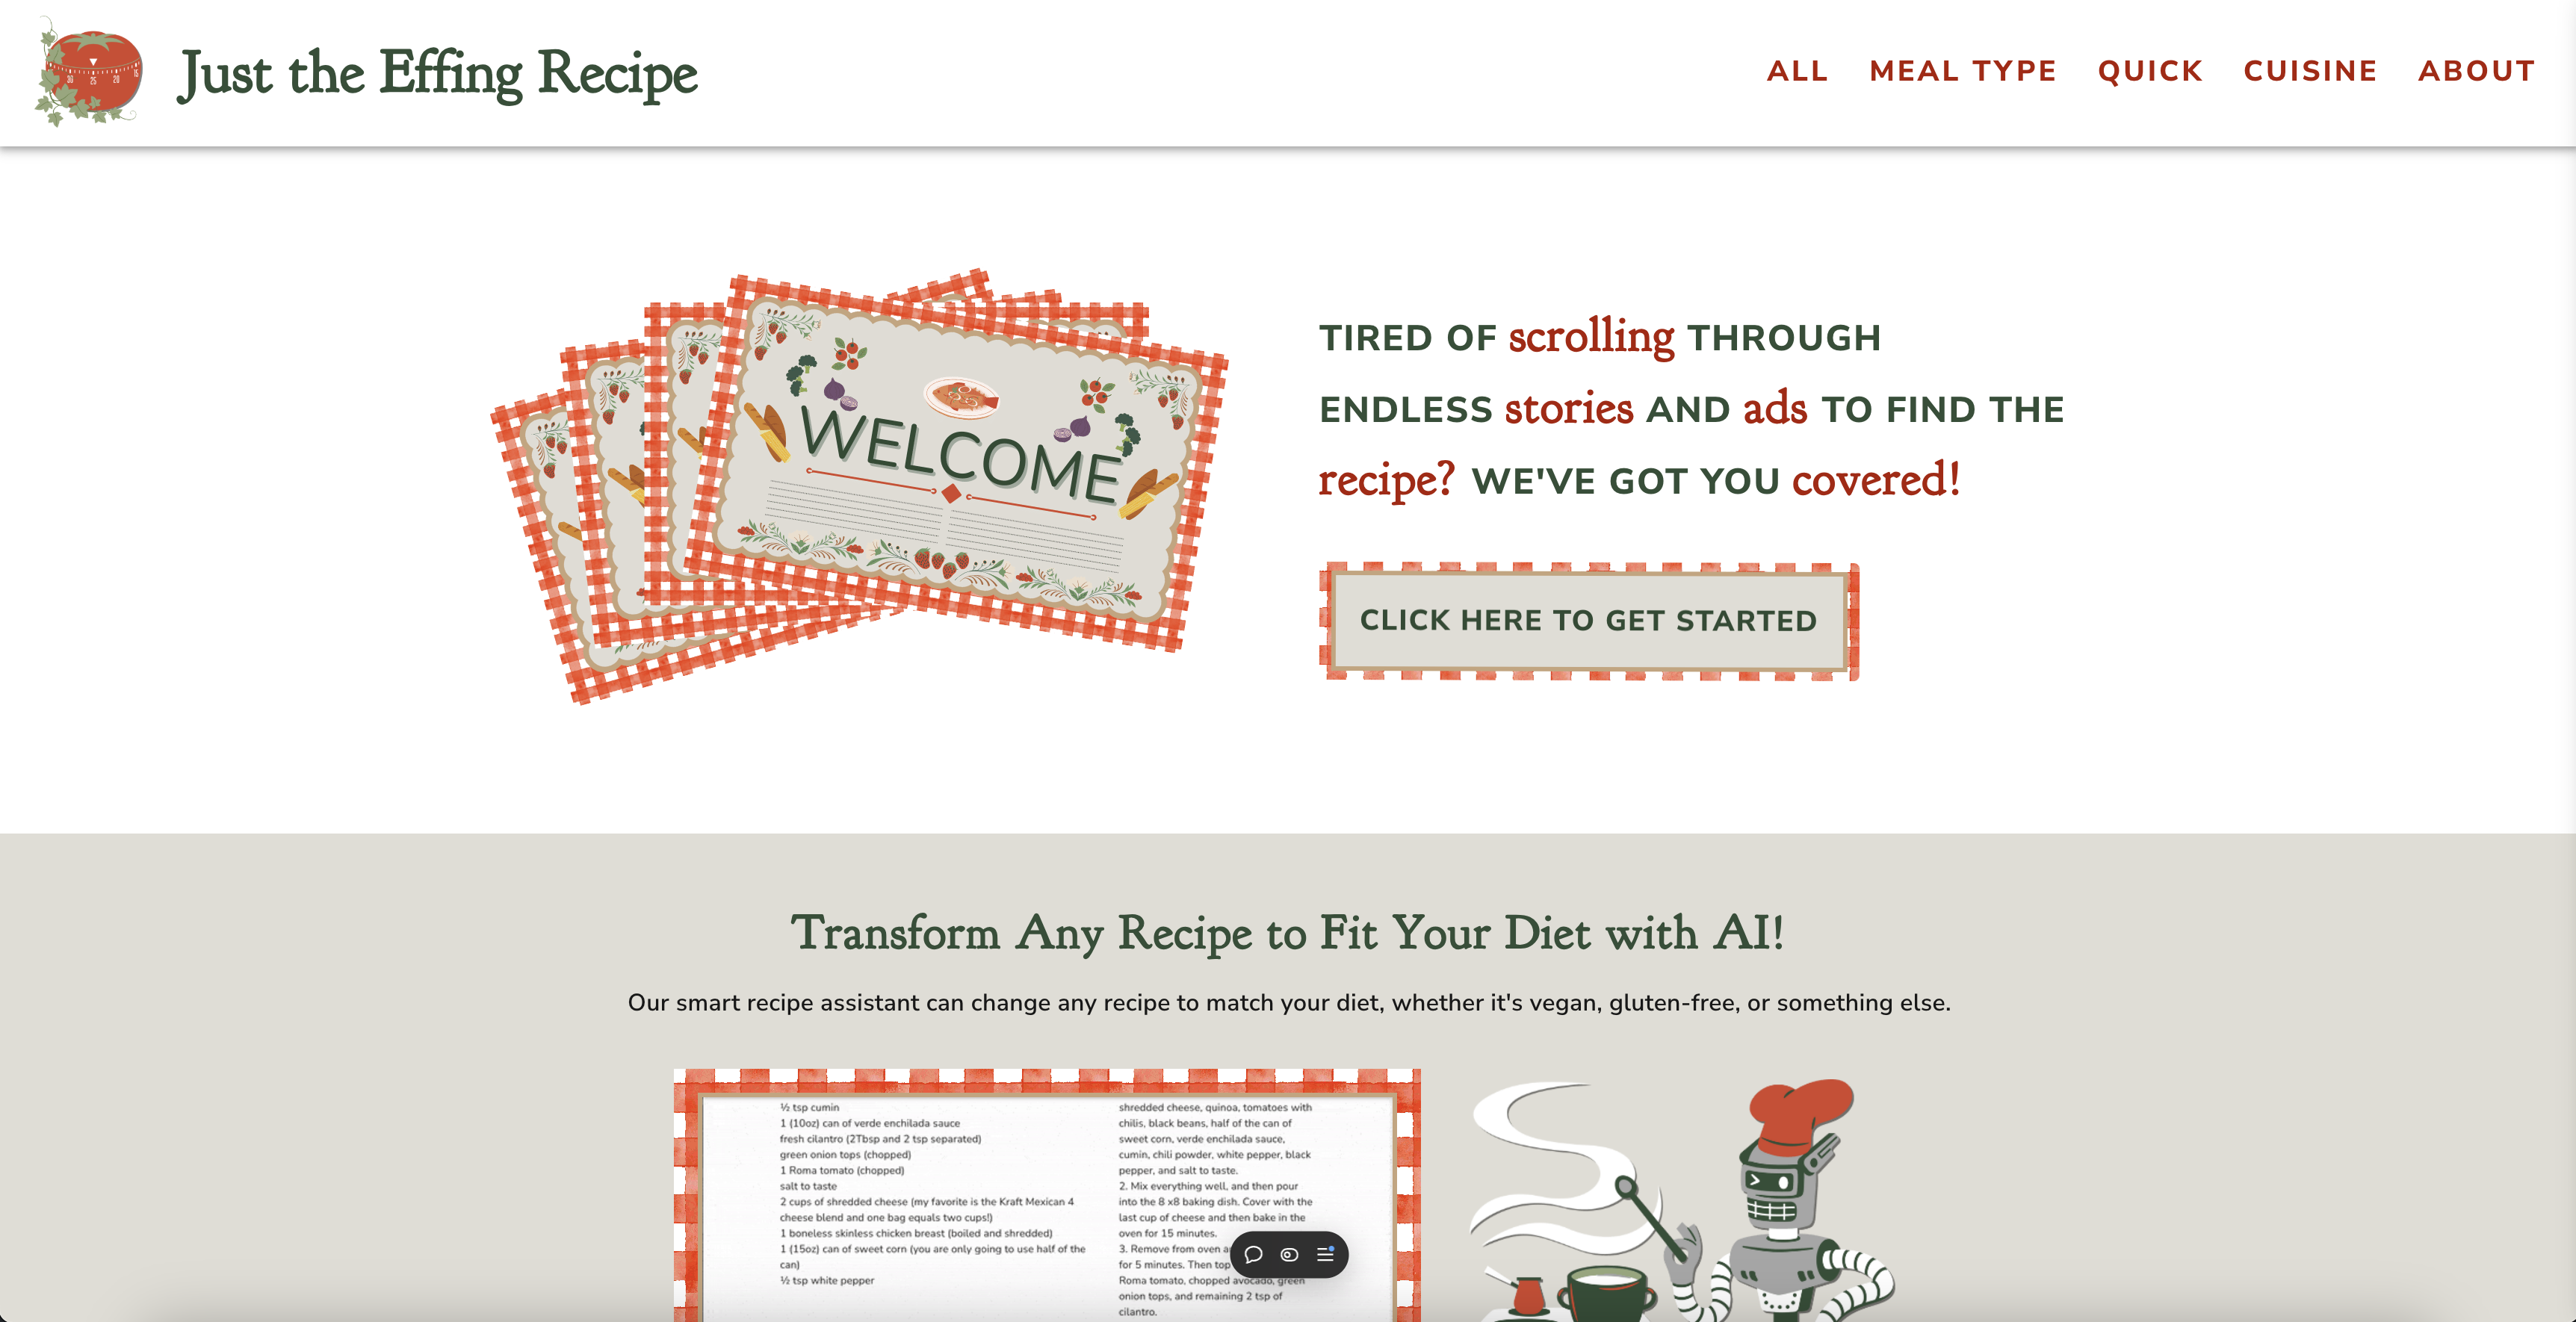 30 25 20 15
Just the Effing Recipe
ALL MEAL TYPE QUICK CUISINE ABOUT
WELCOME
TIRED OF scrolling THROUGH
ENDLESS stories AND ads TO FIND THE
recipe? WE'VE GOT YOU covered!
CLICK HERE TO GET STARTED
Transform Any Recipe to Fit Your Diet with AI!
Our smart recipe assistant can change any recipe to match your diet, whether it's vegan, gluten-free, or something else.
½ tsp cumin
1 (10oz) can of verde enchilada sauce
fresh cilantro (2Tbsp and 2 tsp separated)
green onion tops (chopped)
1 Roma tomato (chopped)
salt to taste
2 cups of shredded cheese (my favorite is the Kraft Mexican 4
cheese blend and one bag equals two cups!)
1 boneless skinless chicken breast (boiled and shredded)
1 (15oz) can of sweet corn (you are only going to use half of the
can)
½ tsp white pepper
shredded cheese, quinoa, tomatoes with
chilis, black beans, half of the can of
sweet corn, verde enchilada sauce,
cumin, chili powder, white pepper, black
pepper, and salt to taste.
2. Mix everything well, and then pour
into the 8 x8 baking dish. Cover with the
last cup of cheese and then bake in the
oven for 15 minutes.
3. Remove from oven
for 5 minutes. Then top
Roma tomato, chopped avocado, green
onion tops, and remaining 2 tsp of
cilantro.